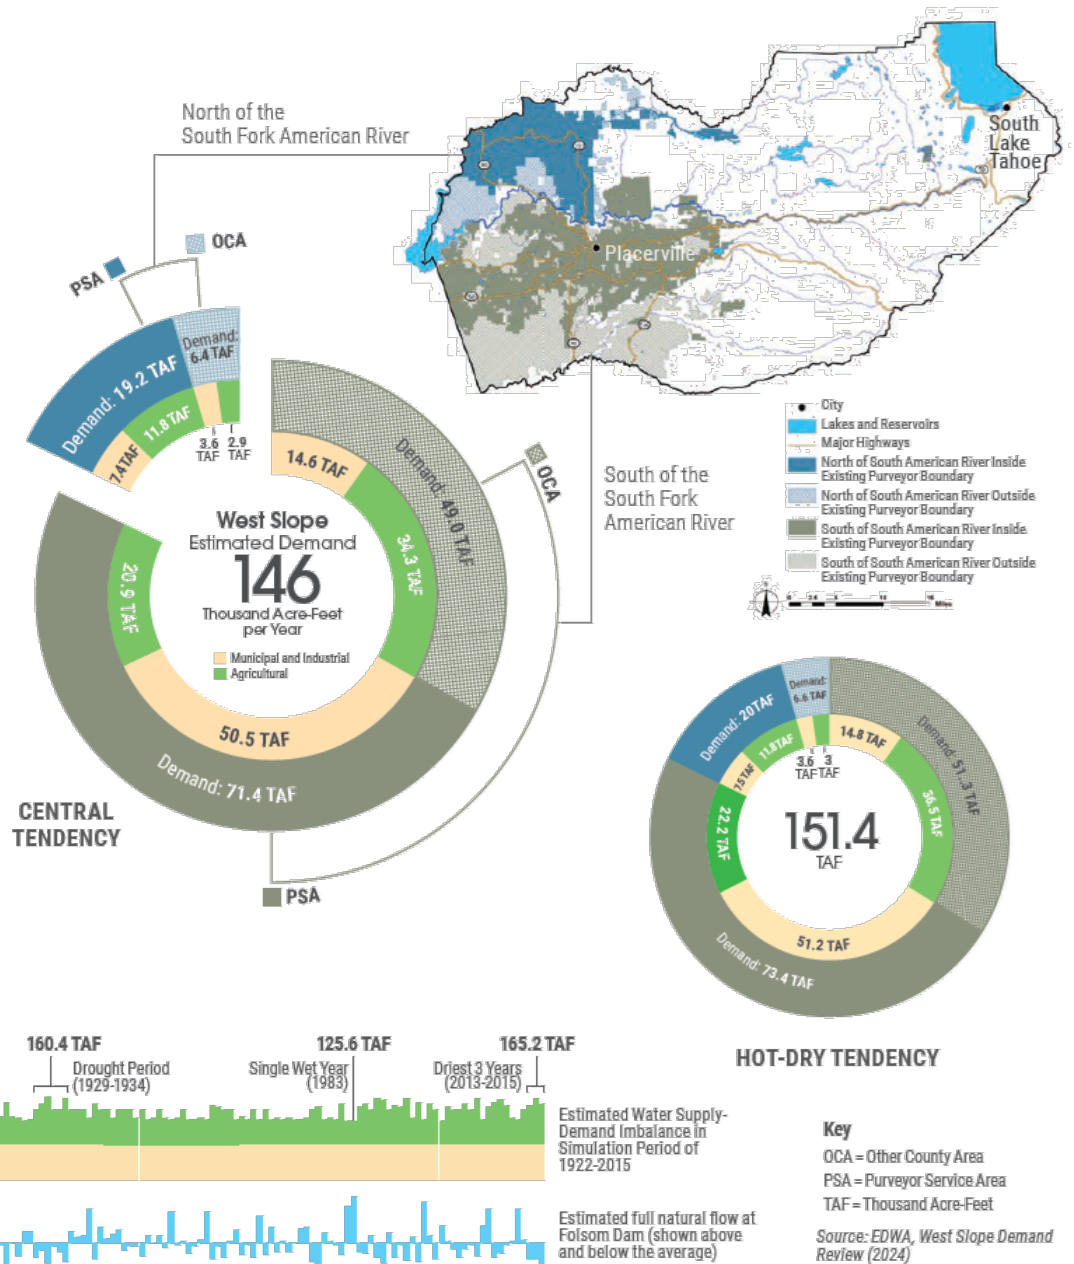 North of the
South Fork American River
South
Lake
Tahoe
Placerville
OCA
PSA
Demand:
6.4 TAF
Demand: 19.2 TAF
11.8 TAF
7.4 TAF
3.6
TAF
2.9
TAF
14.6 TAF
Demand: 49.0 TAF
34.3 TAF
OCA
South of the
South Fork
American River
City
Lakes and Reservoirs
Major Highways
North of South American River Inside
Existing Purveyor Boundary
North of South American River Outside
Existing Purveyor Boundary
South of South American River Inside
Existing Purveyor Boundary
South of South American River Outside
Existing Purveyor Boundary
Miles
West Slope
Estimated Demand
146
Thousand Acre-Feet
per Year
Municipal and Industrial
Agricultural
20.9 TAF
50.5 TAF
Demand: 71.4 TAF
CENTRAL
TENDENCY
PSA
Demand: 20TAF
Demand:
6.6 TAF
7.5 TAF
11.8 TAF
3.6
TAF
3
TAF
14.8 TAF
Demand: 51.3 TAF
36.5 TAF
22.2 TAF
151.4
TAF
51.2 TAF
Demand: 73.4 TAF
HOT-DRY TENDENCY
160.4 TAF
Drought Period
(1929-1934)
125.6 TAF
Single Wet Year
(1983)
165.2 TAF
Driest 3 Years
(2013-2015)
Estimated Water Supply-
Demand Imbalance in
Simulation Period of
1922-2015
Estimated full natural flow at
Folsom Dam (shown above
and below the average)
Key
OCA = Other County Area
PSA = Purveyor Service Area
TAF = Thousand Acre-Feet
Source: EDWA, West Slope Demand
Review (2024)